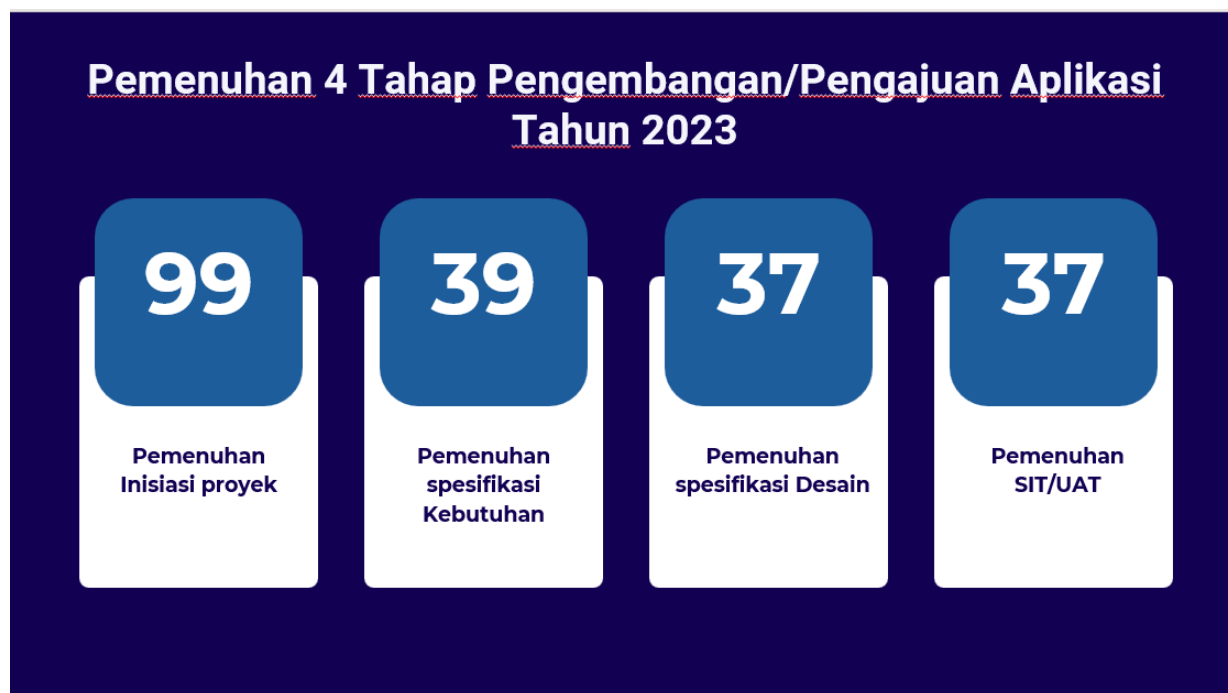 Pemenuhan 4 Tahap Pengembangan/Pengajuan Aplikasi
Tahun 2023
99
Pemenuhan
Inisiasi proyek
39
Pemenuhan
spesifikasi
Kebutuhan
37
Pemenuhan
spesifikasi Desain
37
Pemenuhan
SIT/UAT